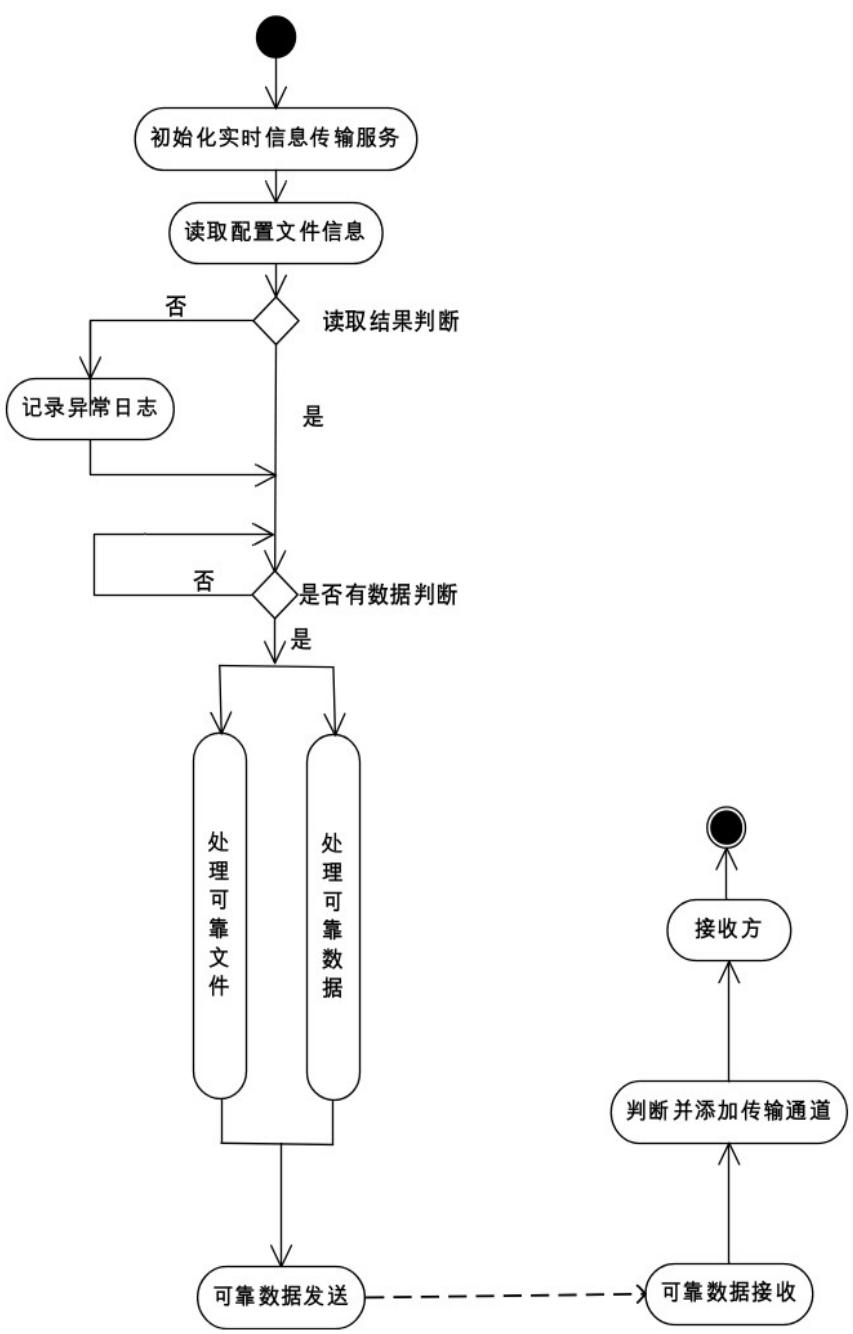 初始化实时信息传输服务
读取配置文件信息
否
读取结果判断
记录异常日志
是
否
是否有数据判断
是
处理可靠文件
处理可靠数据
接收方
判断并添加传输通道
可靠数据发送
可靠数据接收